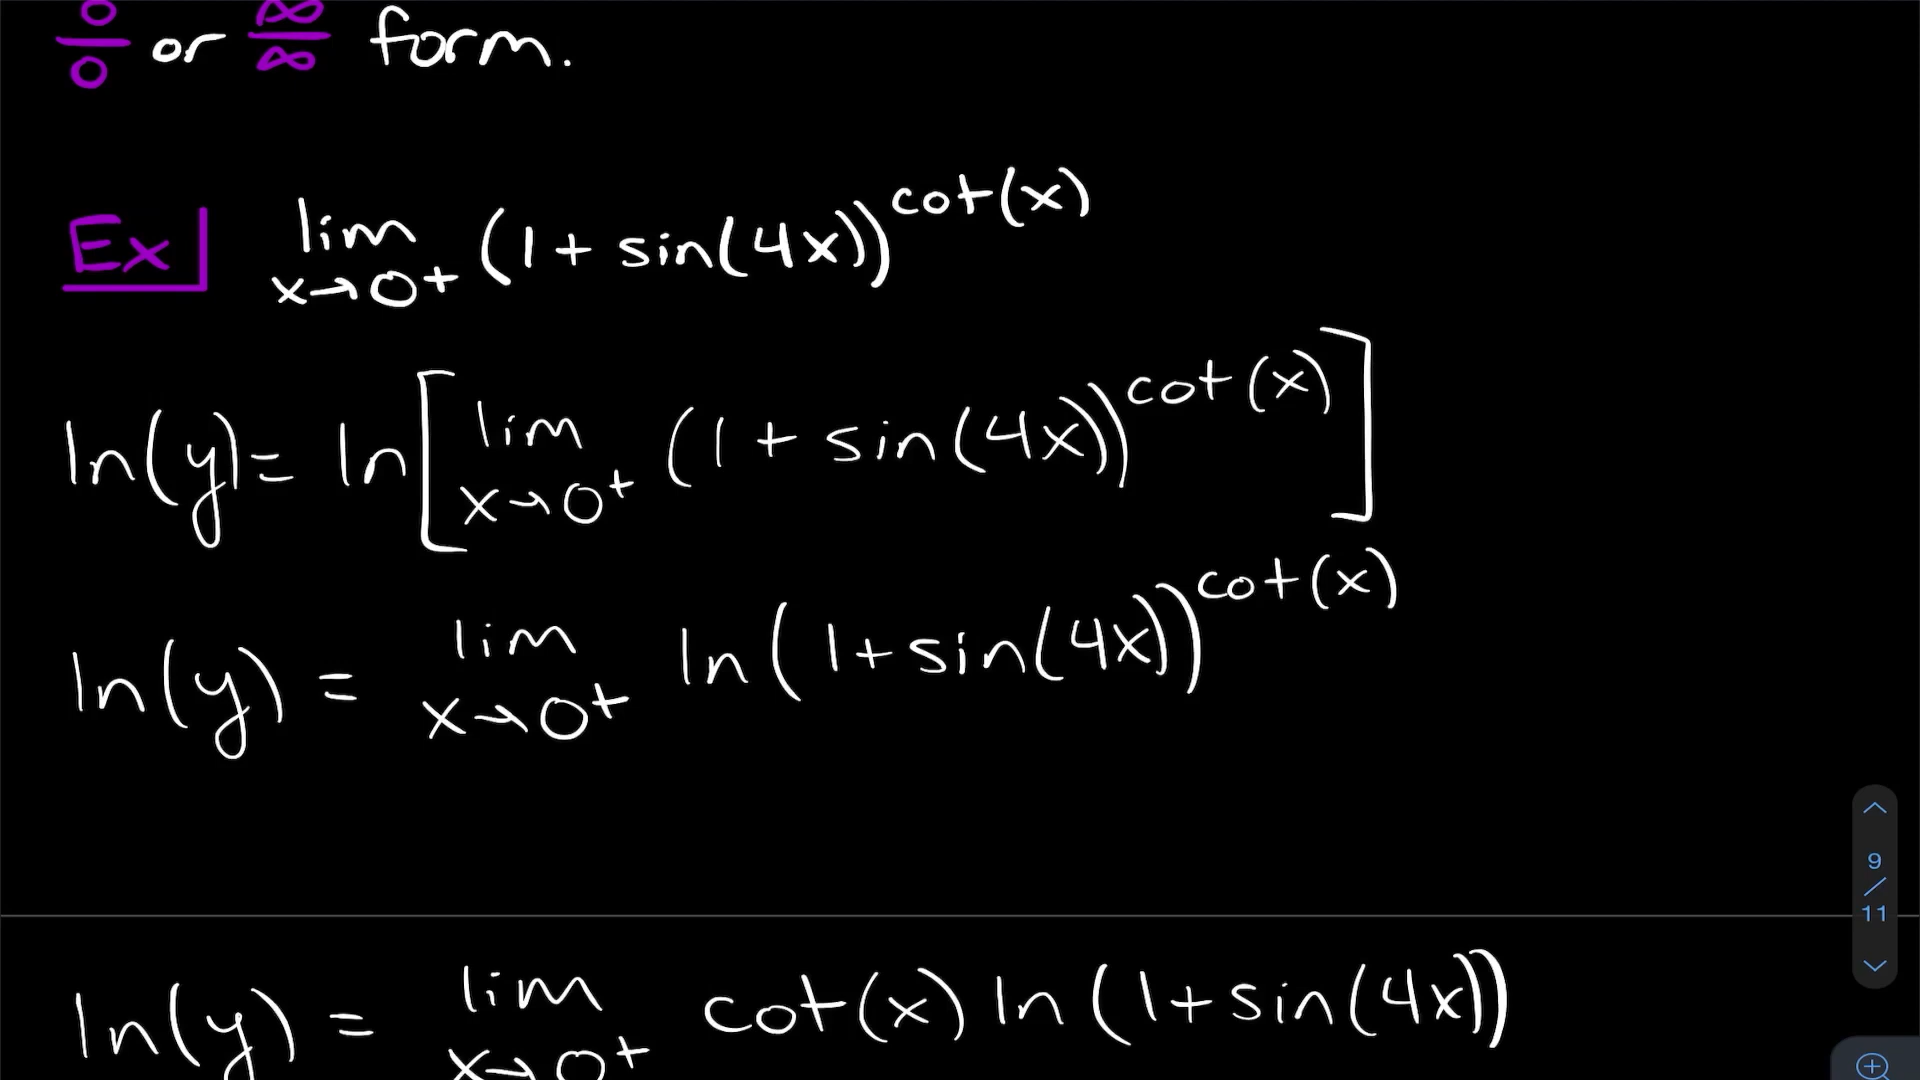 0/0 or ∞/∞ form.
Ex lim x→0⁺ (1 + sin(4x))^cot(x)
ln(y) = ln[lim x→0⁺ (1 + sin(4x))^cot(x)]
ln(y) = lim x→0⁺ ln(1+sin(4x))^cot(x)
9 / 11
ln(y) = lim x→0⁺ cot(x) ln(1+sin(4x))